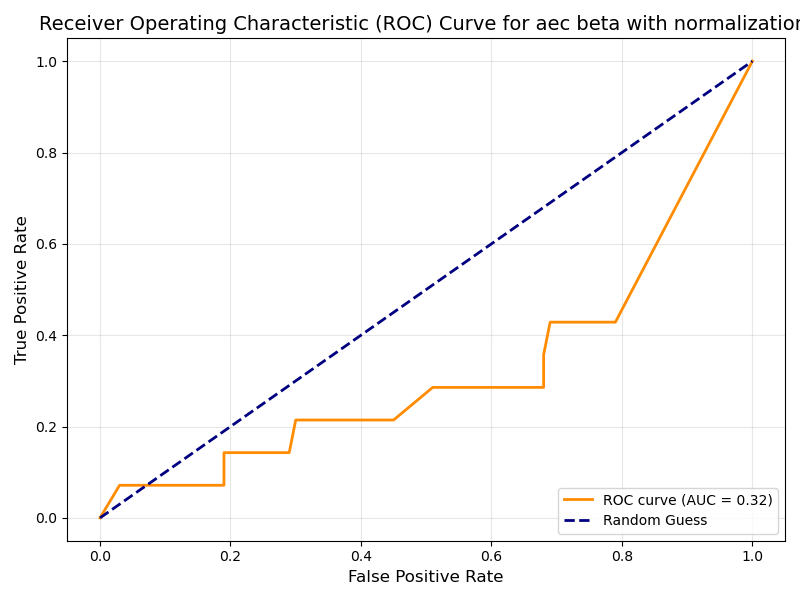 Receiver Operating Characteristic (ROC) Curve for aec beta with normalization
1.0
0.8
0.6
0.4
0.2
0.0
True Positive Rate
0.0 0.2 0.4 0.6 0.8 1.0
False Positive Rate
ROC curve (AUC = 0.32)
Random Guess